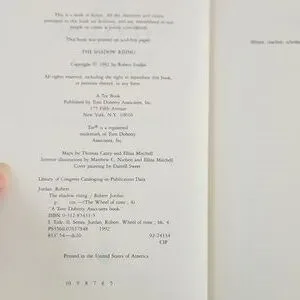 This is a work of fiction. All the characters and events
portrayed in this book are fictitious, and any resemblance to real
people or events is purely coincidental.
This book was printed on acid-free paper.
THE SHADOW RISING
Copyright © 1992 by Robert Jordan
All rights reserved, including the right to reproduce this book,
or portions thereof, in any form.
A Tor Book
Published by Tom Doherty Associates, Inc.
175 Fifth Avenue
New York, N.Y. 10010
Tor® is a registered
trademark of Tom Doherty
Associates, Inc.
Maps by Thomas Canty and Ellisa Mitchell
Interior illustrations by Matthew C. Nielsen and Ellisa Mitchell
Cover painting by Darrell Sweet
Library of Congress Cataloging-in-Publication Data
Jordan, Robert
The shadow rising / Robert Jordan.
p. cm.—(The Wheel of time ; 4)
"A Tom Doherty Associates book"
ISBN 0-312-85431-5
I. Title. II. Series: Jordan, Robert. Wheel of time ; bk. 4.
PS3560.O7617S48 1992
813'.54—dc20 92-24134
CIP
Printed in the United States of America
0 9 8 7 6 5